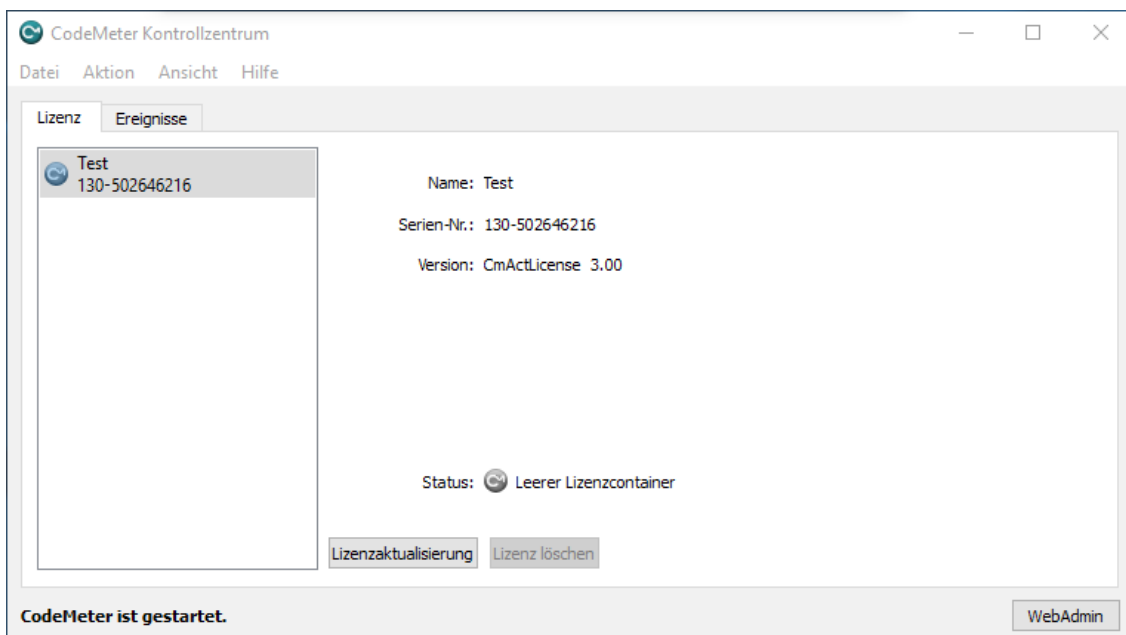 CodeMeter Kontrollzentrum
Datei Aktion Ansicht Hilfe
Lizenz Ereignisse
Test
130-502646216
Name: Test
Serien-Nr.: 130-502646216
Version: CmActLicense 3.00
Status: Leerer Lizenzcontainer
Lizenzaktualisierung Lizenz löschen
CodeMeter ist gestartet. WebAdmin